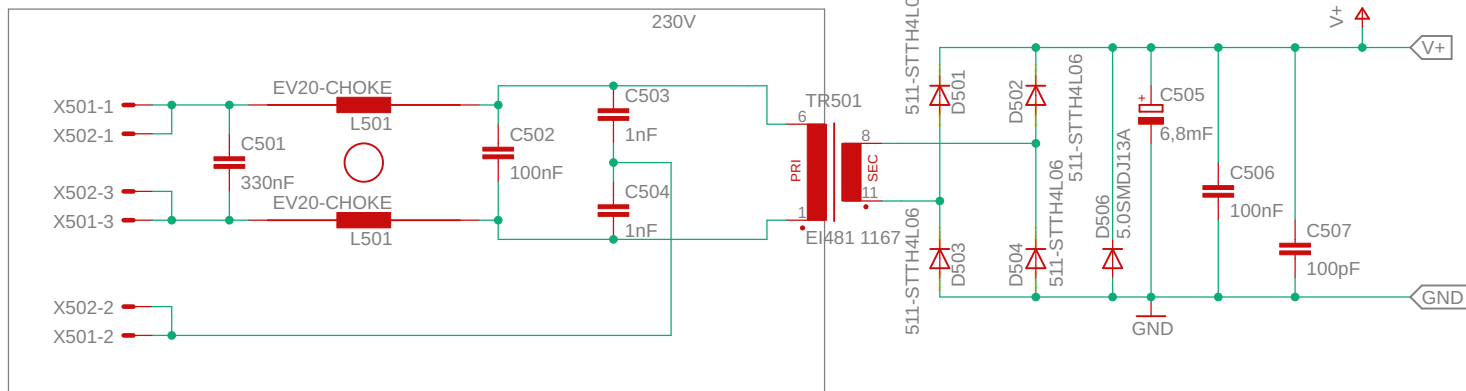 230V
X501-1
X502-1
X502-3
X501-3
X502-2
X501-2
C501
330nF
EV20-CHOKE
L501
EV20-CHOKE
L501
C502
100nF
C503
1nF
C504
1nF
TR501
6
1
PRI
SEC
8
11
EI481 1167
511-STTH4L06
D501
511-STTH4L06
D502
511-STTH4L06
D503
511-STTH4L06
D504
D506
5.0SMDJ13A
+
C505
6,8mF
C506
100nF
C507
100pF
V+
V+
GND
GND